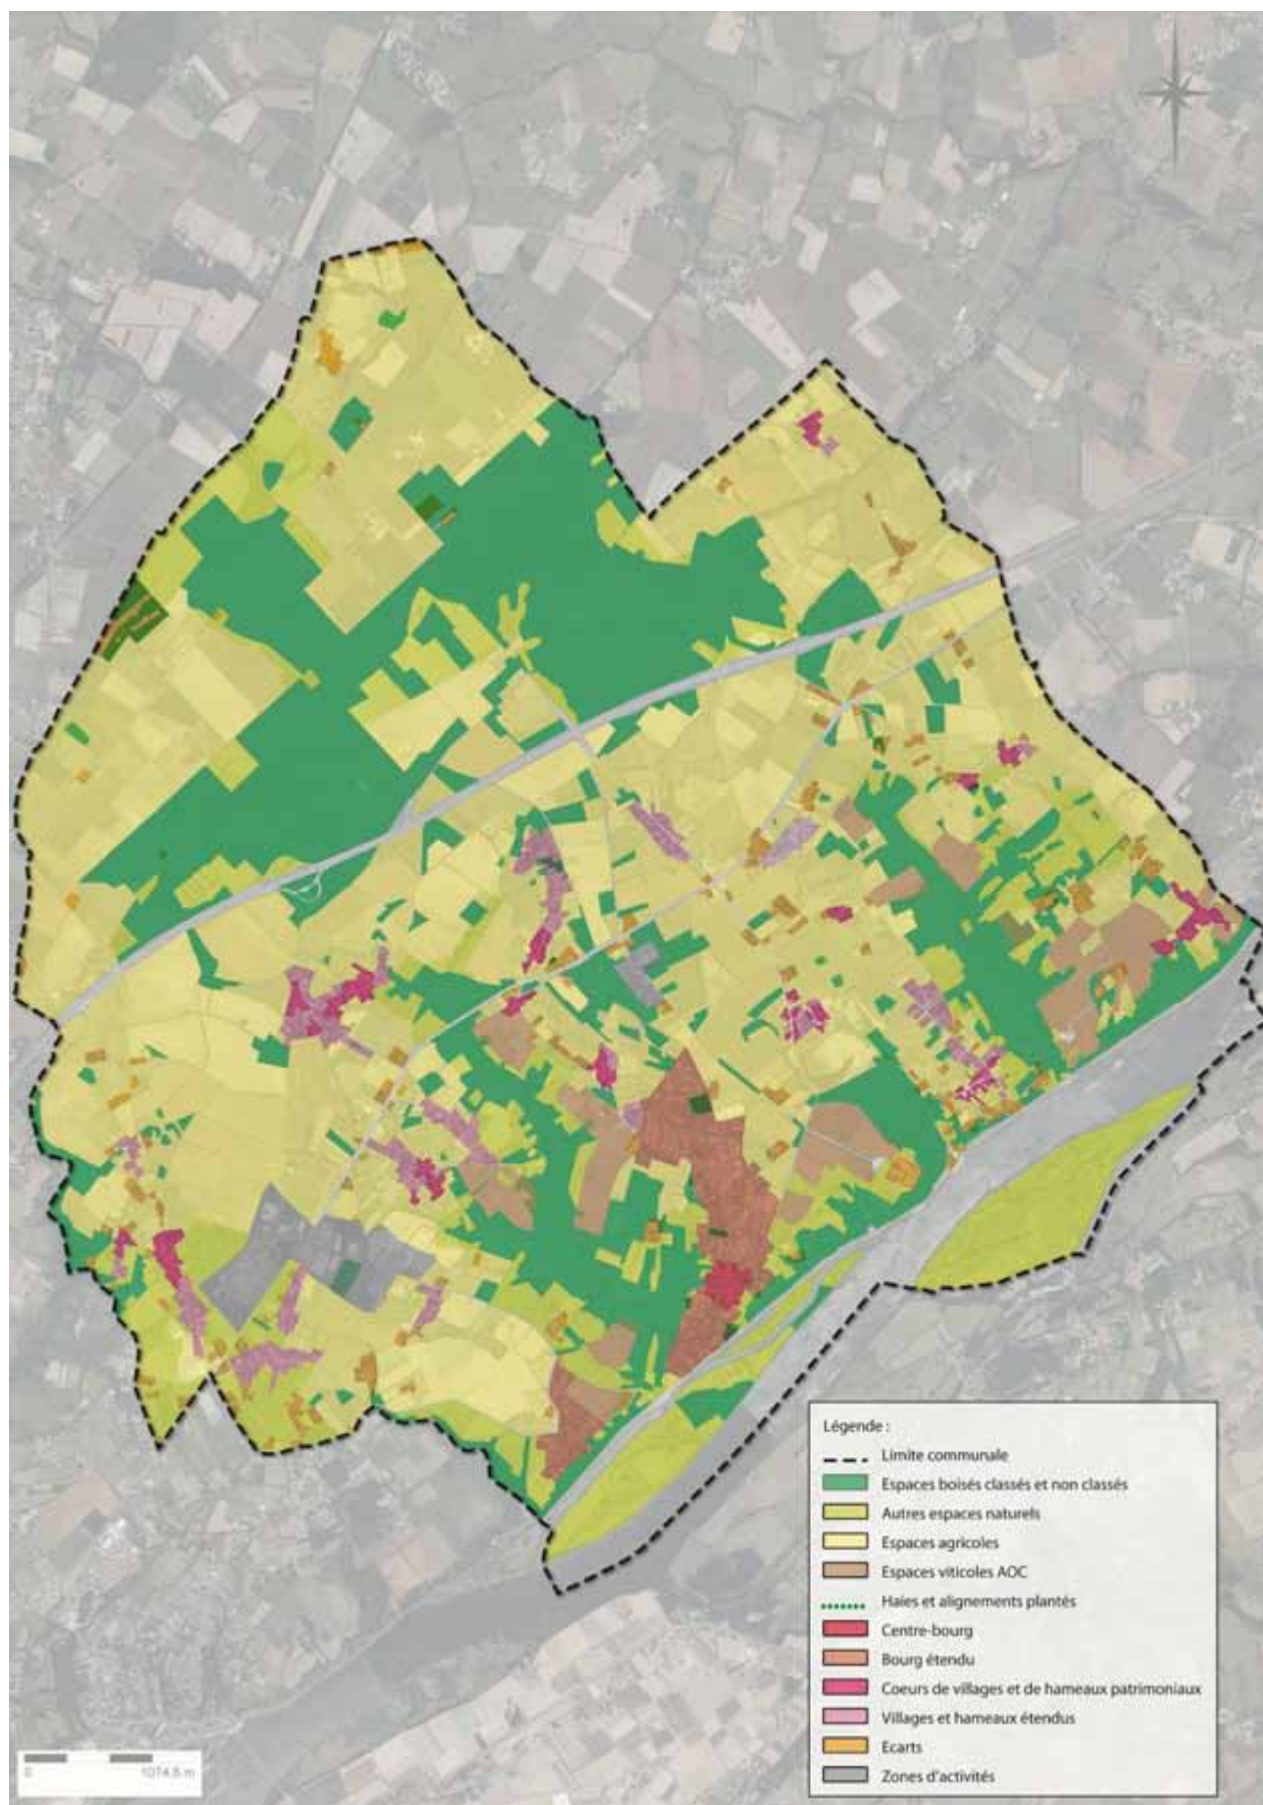 Légende :
Limite communale
Espaces boisés classés et non classés
Autres espaces naturels
Espaces agricoles
Espaces viticoles AOC
Haies et alignements plantés
Centre-bourg
Bourg étendu
Coeurs de villages et de hameaux patrimoniaux
Villages et hameaux étendus
Ecarts
Zones d'activités
0 1074.6 m